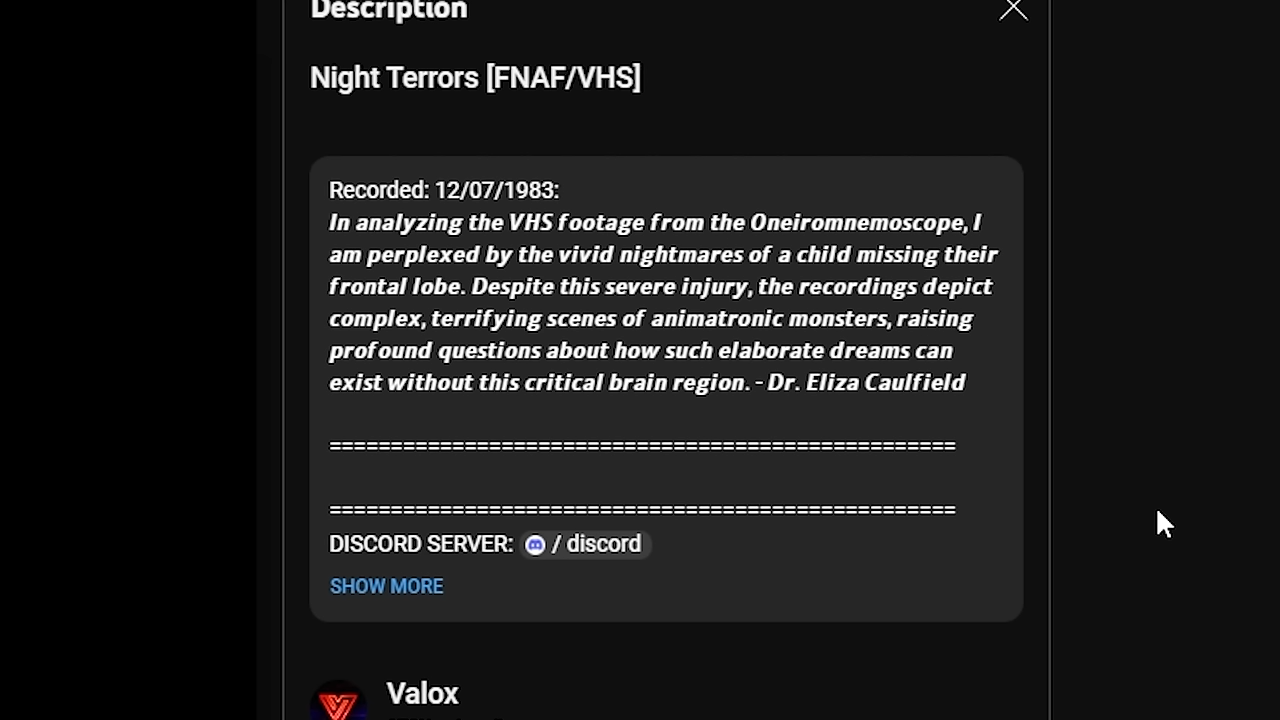 Description
Night Terrors [FNAF/VHS]
Recorded: 12/07/1983:
In analyzing the VHS footage from the Oneiromnemoscope, I
am perplexed by the vivid nightmares of a child missing their
frontal lobe. Despite this severe injury, the recordings depict
complex, terrifying scenes of animatronic monsters, raising
profound questions about how such elaborate dreams can
exist without this critical brain region. - Dr. Eliza Caulfield
===================================================
===================================================
DISCORD SERVER: / discord
SHOW MORE
Valox